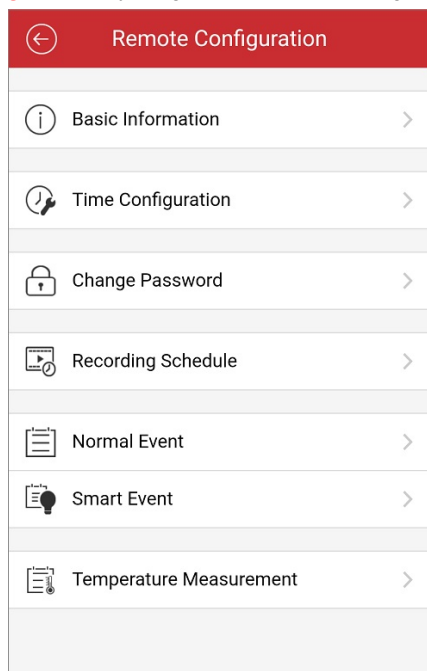 Remote Configuration
Basic Information
Time Configuration
Change Password
Recording Schedule
Normal Event
Smart Event
Temperature Measurement